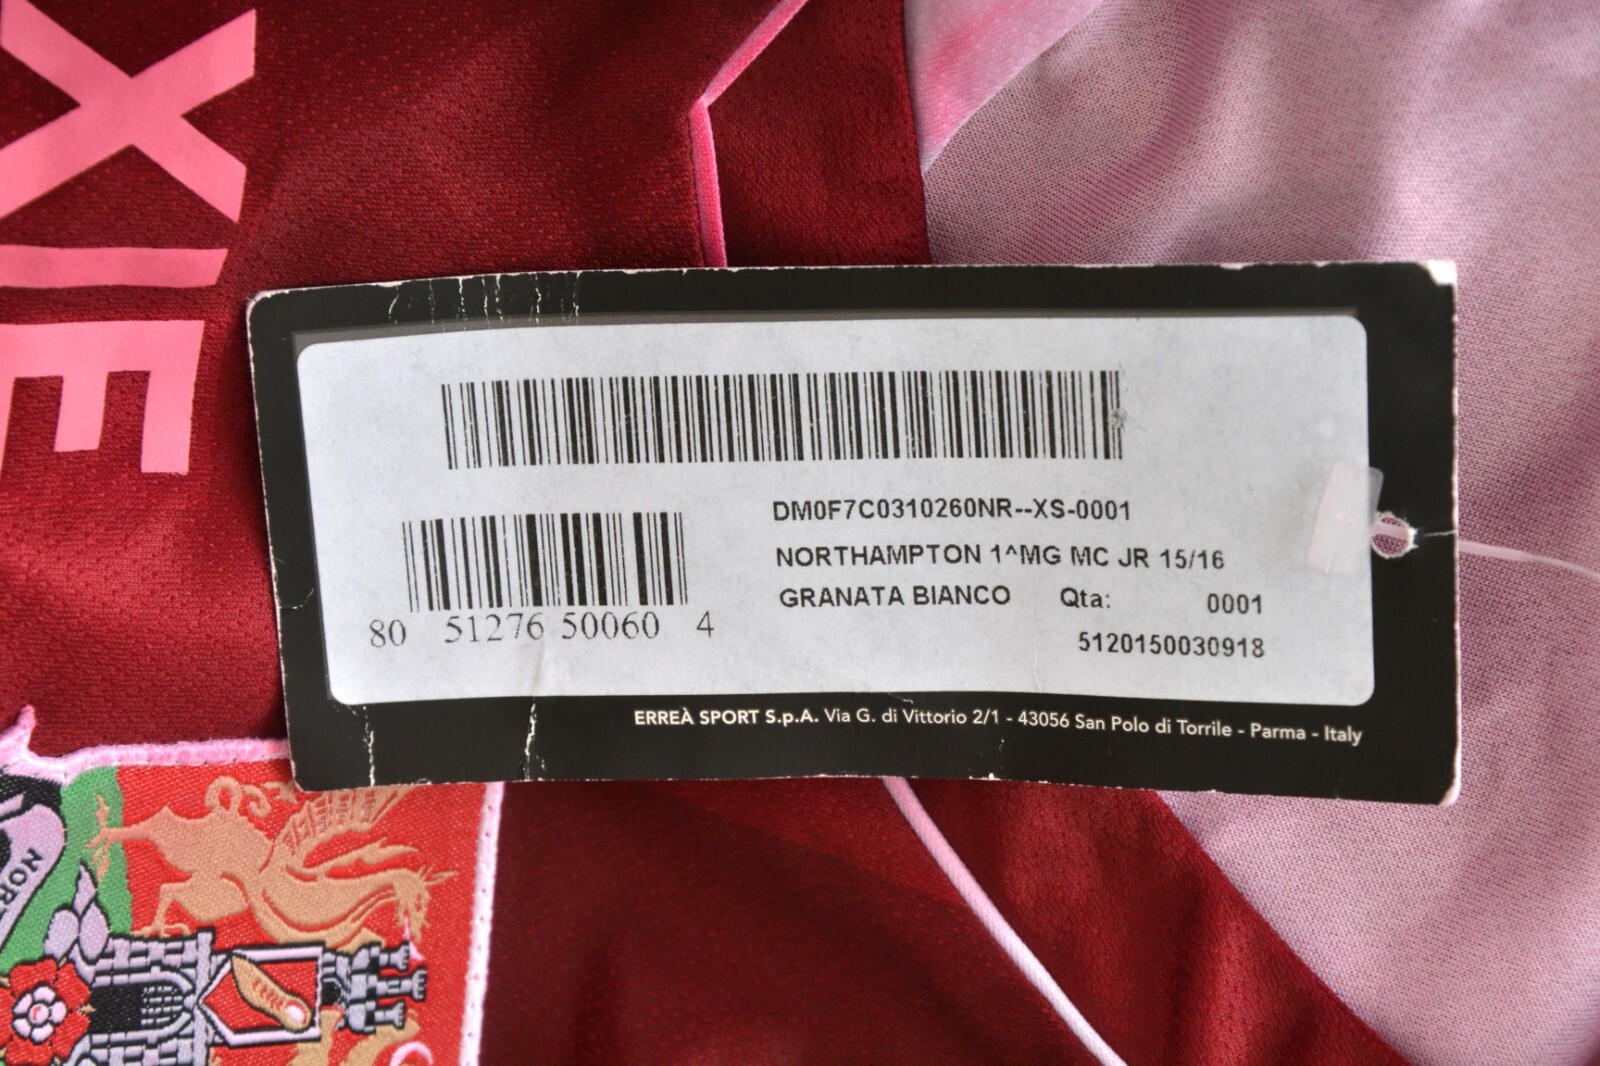 XIE
DM0F7C0310260NR--XS-0001
NORTHAMPTON 1^MG MC JR 15/16
GRANATA BIANCO Qta: 0001
5120150030918
80 51276 50060 4
ERREÀ SPORT S.p.A. Via G. di Vittorio 2/1 - 43056 San Polo di Torrile - Parma - Italy
NORT